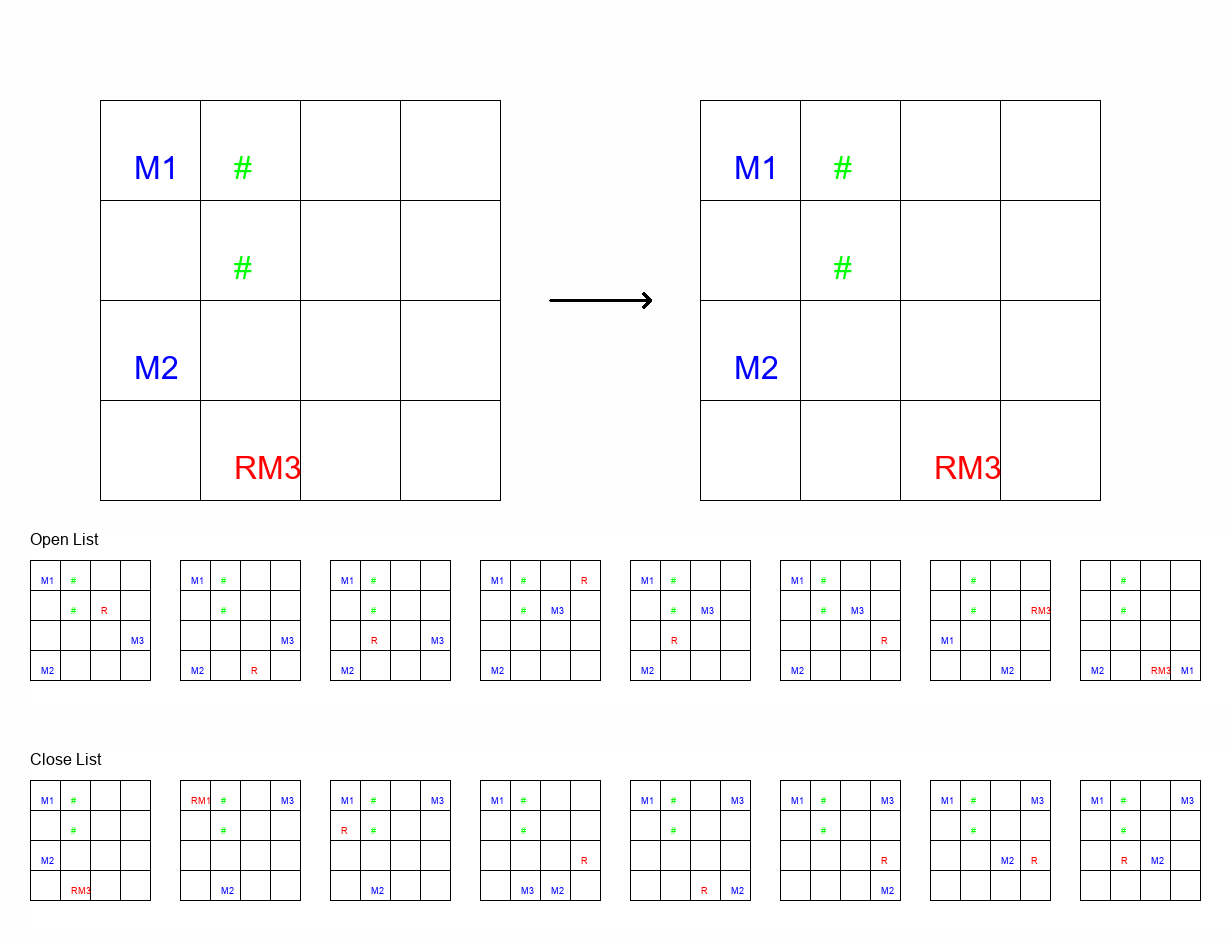 M1 # M1 #
# #
M2 M2
RM3 RM3
Open List
M1 # M1 # M1 # M1 # R M1 # M1 # # #
# R # # # M3 # M3 # M3 # RM3 #
M3 M3 R M3 R R M1
M2 M2 R M2 M2 M2 M2 M2 M2 RM3 M1
Close List
M1 # RM1 # M3 M1 # M3 M1 # M1 # M3 M1 # M3 M1 # M3 M1 # M3
# # R # # # # # #
M2 R R M2 R R M2
RM3 M2 M2 M3 M2 R M2 M2